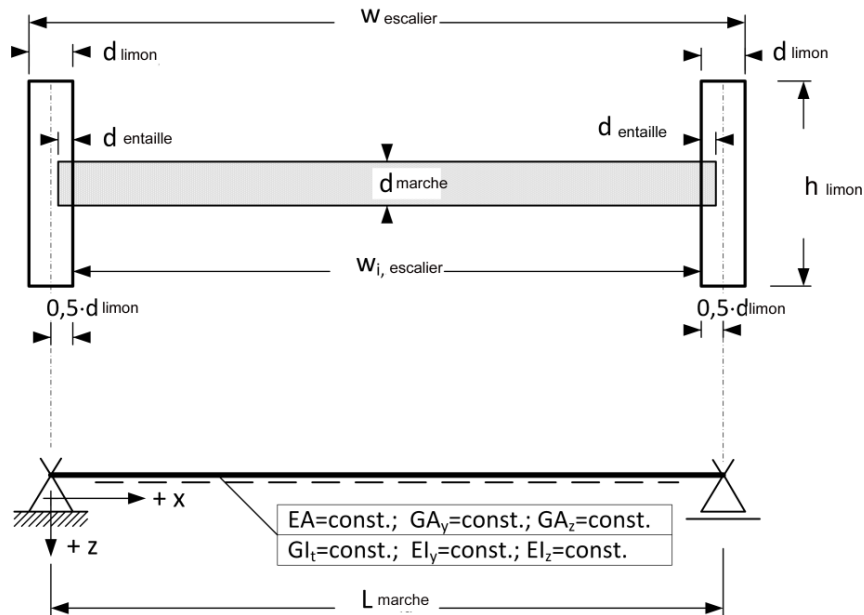 w escalier
d limon
d limon
d entaille
d entaille
d marche
h limon
wi, escalier
0,5·d limon
0,5·d limon
+ x
EA=const.; GAy=const.; GAz=const.
GIt=const.; EIy=const.; EIz=const.
+ z
L marche